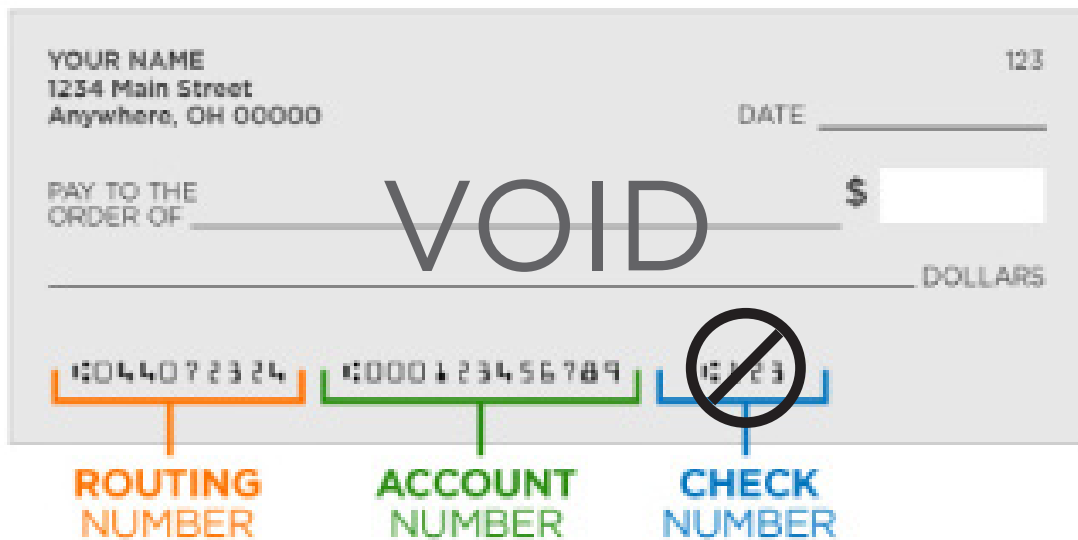 YOUR NAME 123
1234 Main Street
Anywhere, OH 00000 DATE
PAY TO THE
ORDER OF VOID $
DOLLARS
⑆044072324 ⑆000123456789 ⑆123
ROUTING ACCOUNT CHECK
NUMBER NUMBER NUMBER